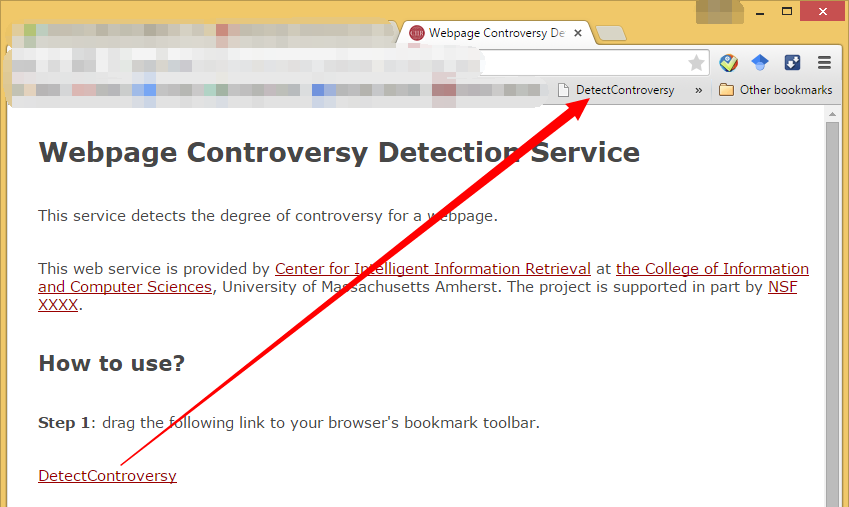 Webpage Controversy De
DetectControversy
»
Other bookmarks
Webpage Controversy Detection Service
This service detects the degree of controversy for a webpage.
This web service is provided by Center for Intelligent Information Retrieval at the College of Information
and Computer Sciences, University of Massachusetts Amherst. The project is supported in part by NSF
XXXX.
How to use?
Step 1: drag the following link to your browser's bookmark toolbar.
DetectControversy